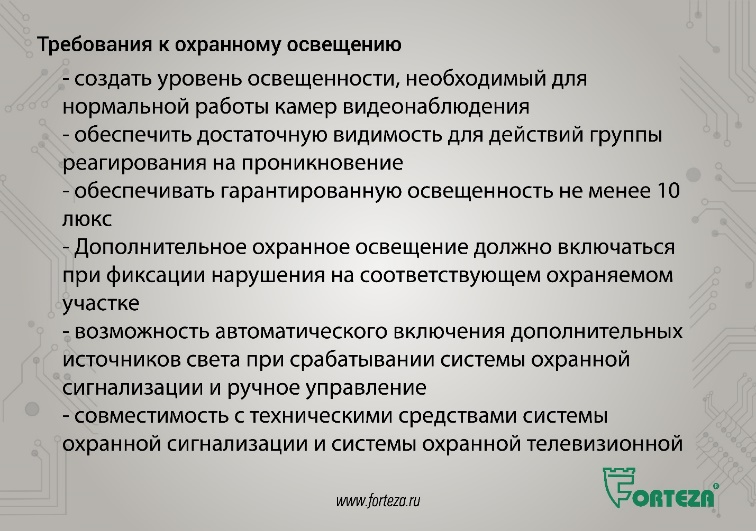 Требования к охранному освещению
- создать уровень освещенности, необходимый для
нормальной работы камер видеонаблюдения
- обеспечить достаточную видимость для действий группы
реагирования на проникновение
- обеспечивать гарантированную освещенность не менее 10
люкс
- Дополнительное охранное освещение должно включаться
при фиксации нарушения на соответствующем охраняемом
участке
- возможность автоматического включения дополнительных
источников света при срабатывании системы охранной
сигнализации и ручное управление
- совместимость с техническими средствами системы
охранной сигнализации и системы охранной телевизионной
www.forteza.ru
FORTEZA®